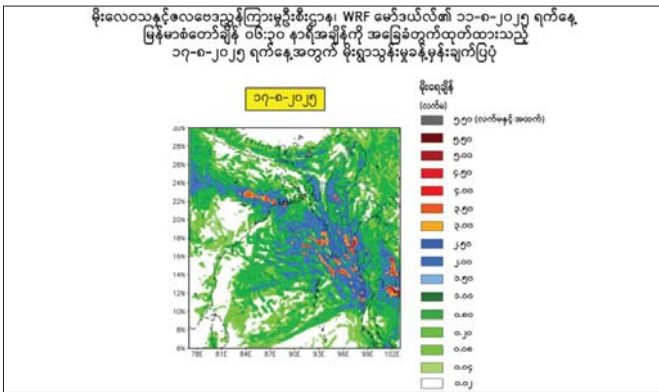 မိုးလေဝသနှင့်ဇလဗေဒညွှန်ကြားမှုဦးစီးဌာန၊ WRF မော်ဒယ်လ်၏ ၁၁-၈-၂၀၂၅ ရက်နေ့
မြန်မာစံတော်ချိန် ၀၆:၃၀ နာရီအချိန်ကို အခြေခံတွက်ထုတ်ထားသည့်
၁၇-၈-၂၀၂၅ ရက်နေ့အတွက် မိုးရွာသွန်းမှုခန့်မှန်းချက်ပြပုံ
၁၇-၈-၂၀၂၅
မိုးရေချိန်
(လက်မ)
၅.၅၀ (လက်မနှင့် အထက်)
၅.၅၀
၅.၀၀
၄.၅၀
၄.၀၀
၃.၅၀
၃.၀၀
၂.၅၀
၂.၀၀
၁.၅၀
၁.၀၀
၀.၈၀
၀.၂၀
၀.၀၈
၀.၀၄
၀.၀၂
30N
28N
26N
24N
22N
20N
18N
16N
14N
12N
10N
8N
6N
78E 81E 84E 87E 90E 93E 96E 99E 102E